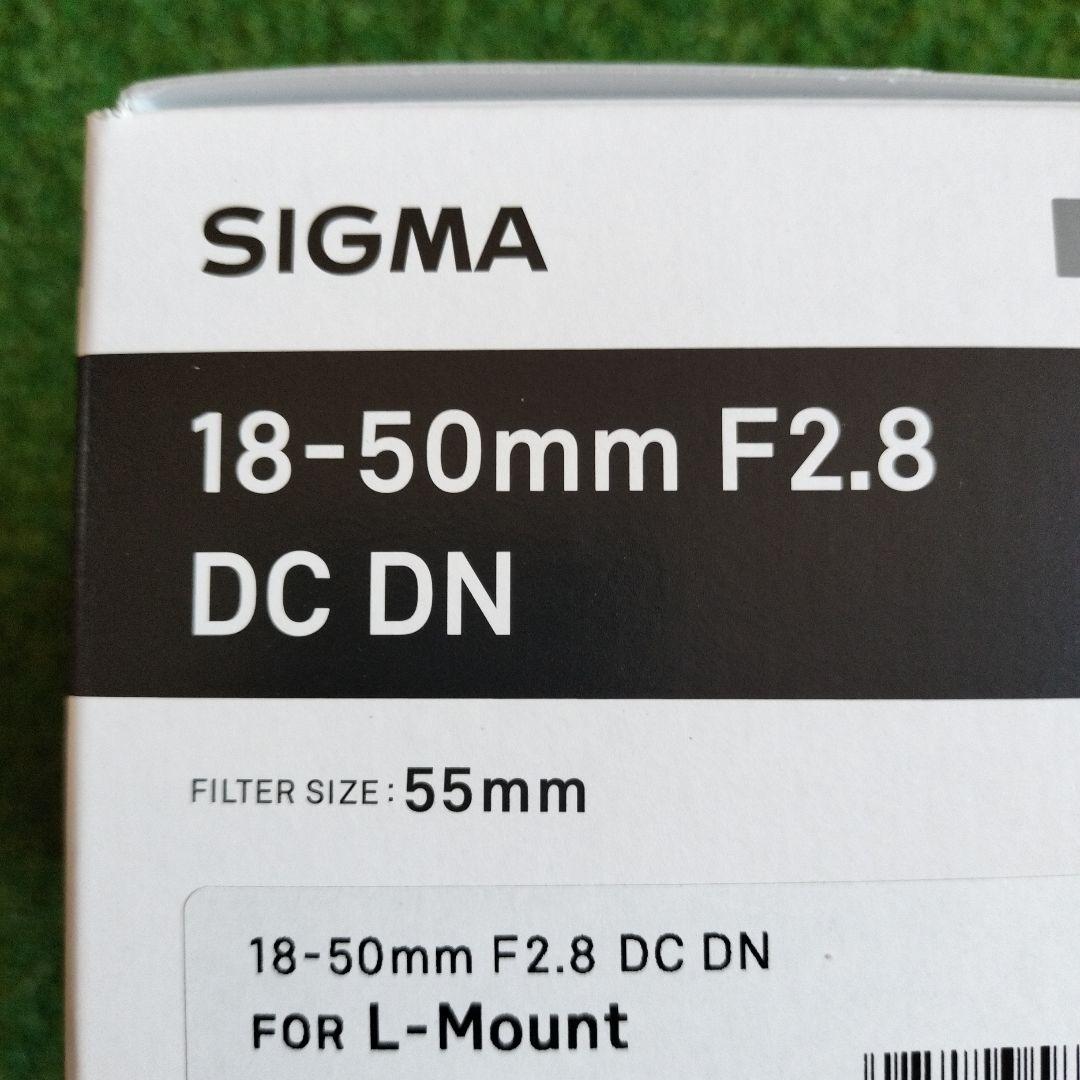 SIGMA
18-50mm F2.8
DC DN
FILTER SIZE: 55mm
18-50mm F2.8 DC DN
FOR L-Mount